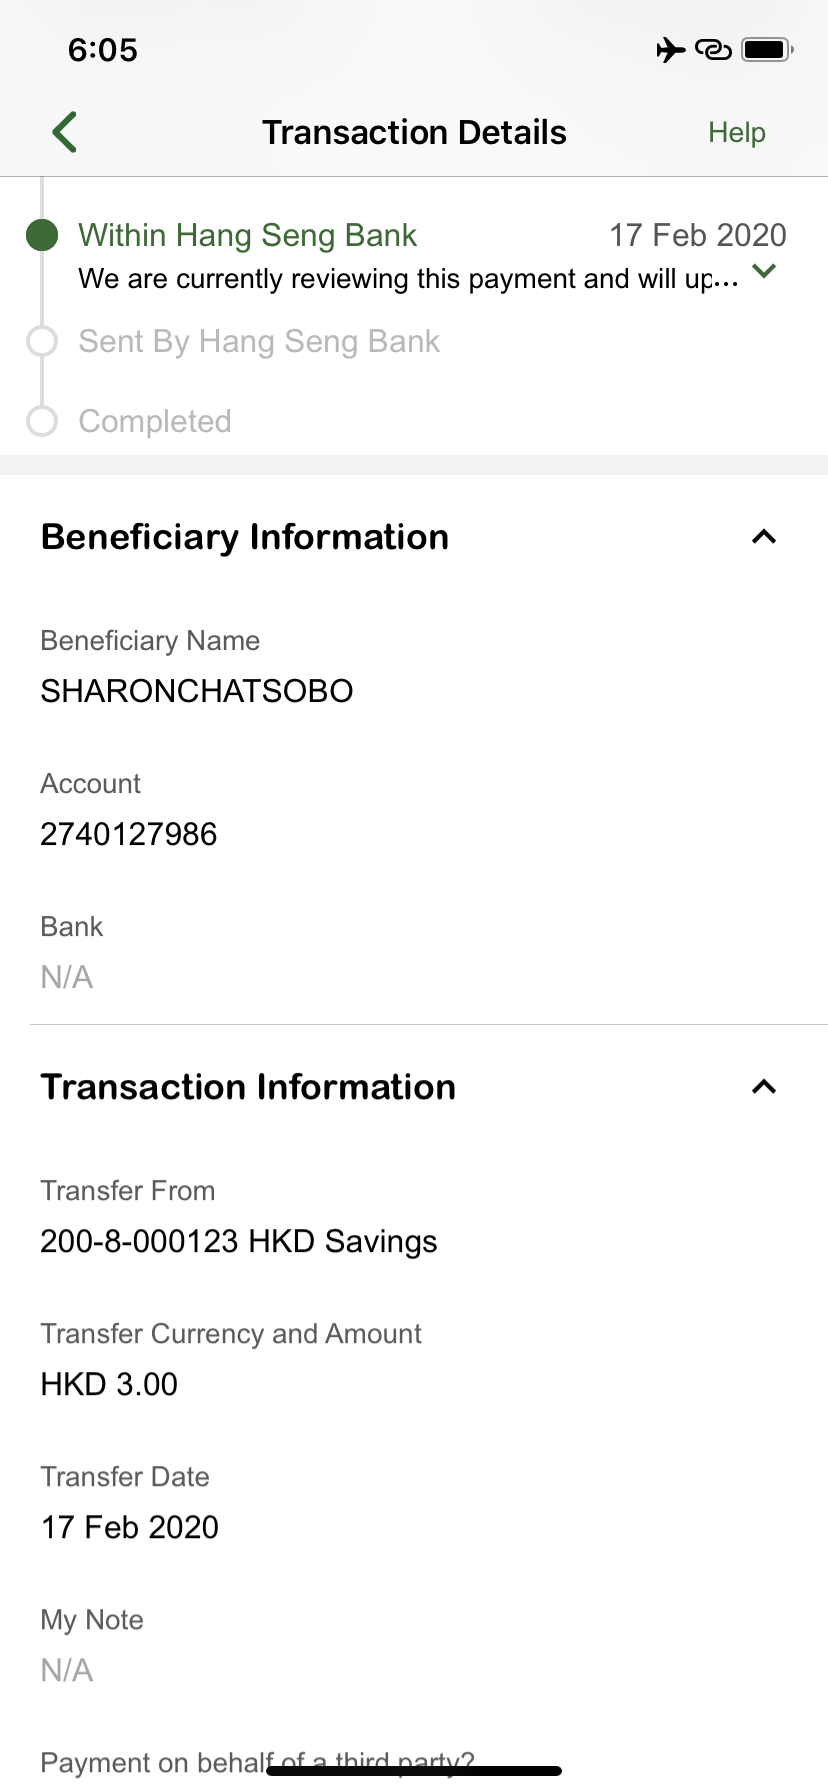 6:05
Transaction Details
Help
Within Hang Seng Bank
17 Feb 2020
We are currently reviewing this payment and will up...
Sent By Hang Seng Bank
Completed
Beneficiary Information
Beneficiary Name
SHARONCHATSOBO
Account
2740127986
Bank
N/A
Transaction Information
Transfer From
200-8-000123 HKD Savings
Transfer Currency and Amount
HKD 3.00
Transfer Date
17 Feb 2020
My Note
N/A
Payment on behalf of a third party?